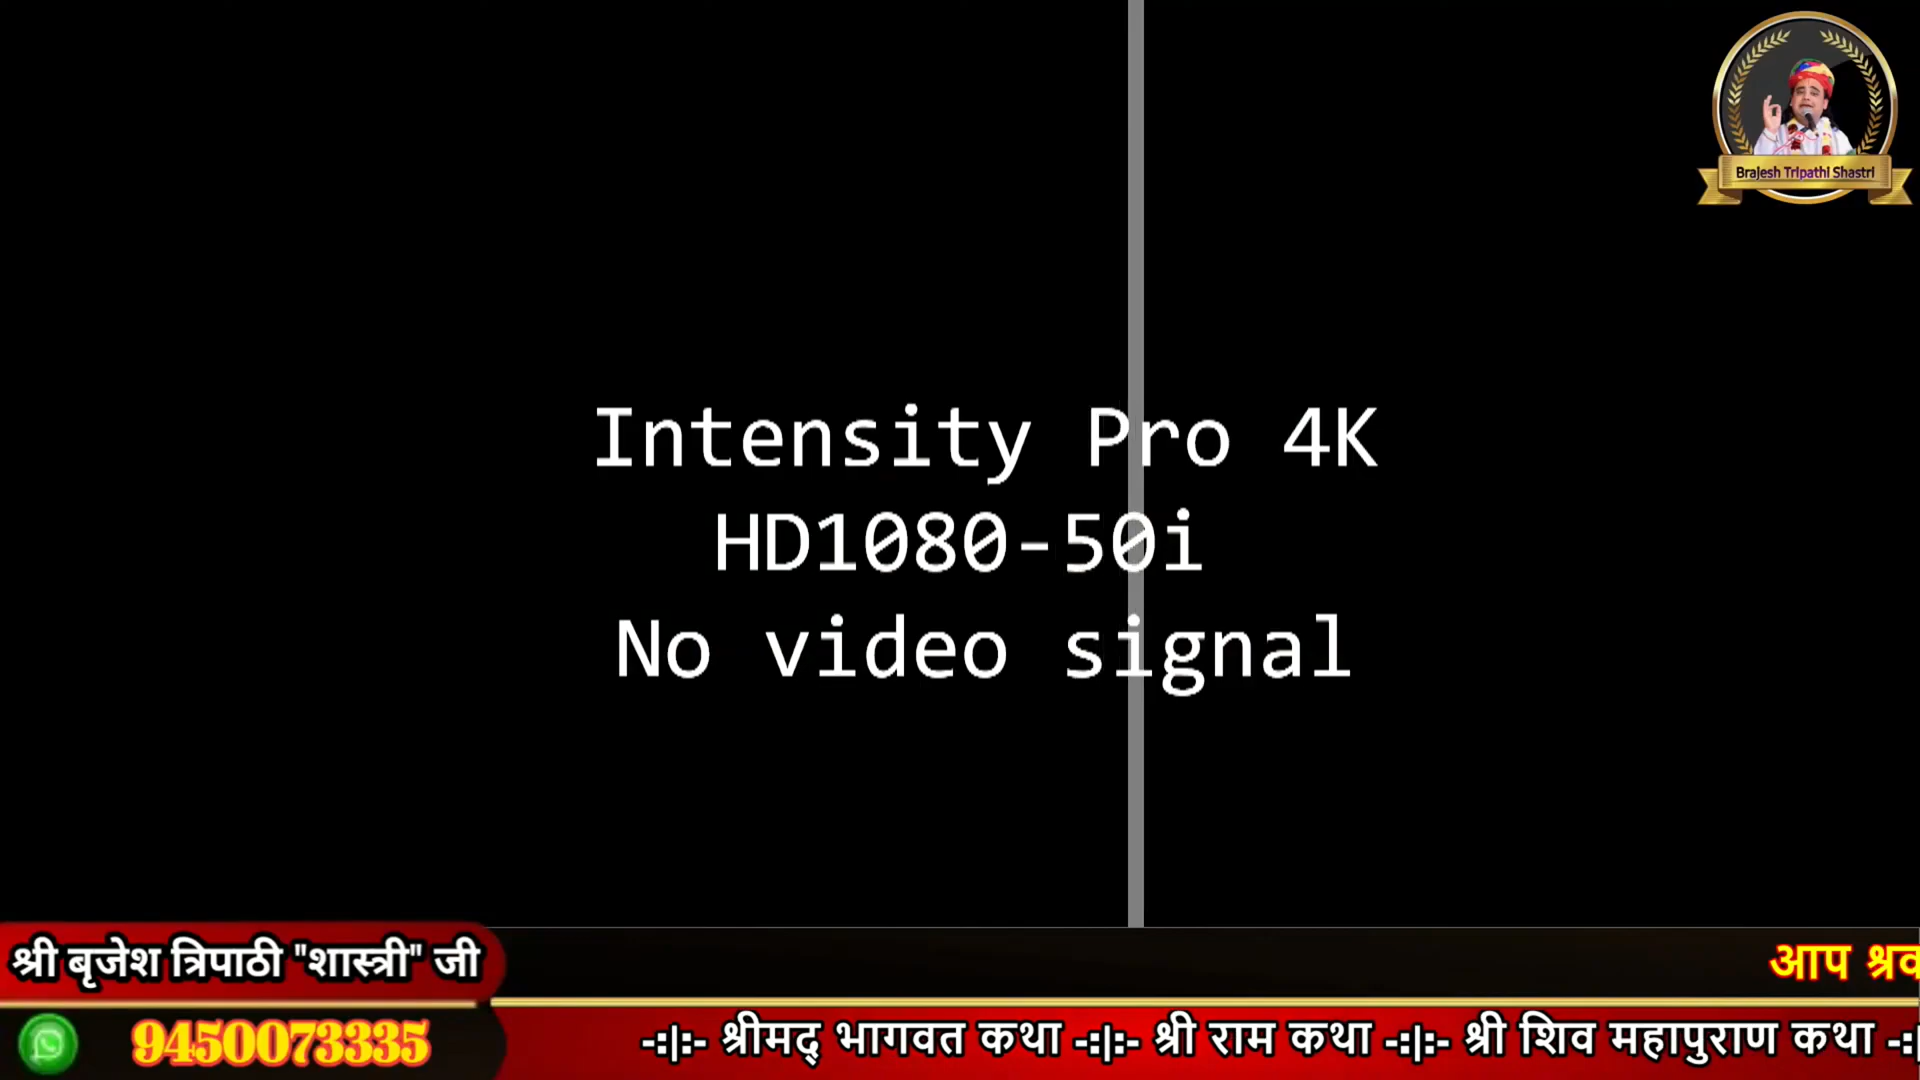 Brajesh Tripathi Shastri
Intensity Pro 4K
HD1080-50i
No video signal
श्री बृजेश त्रिपाठी "शास्त्री" जी
आप
9450073335
-:|:- श्रीमद् भागवत कथा -:|:- श्री राम कथा -:|:- श्री शिव महापुराण कथा -:|